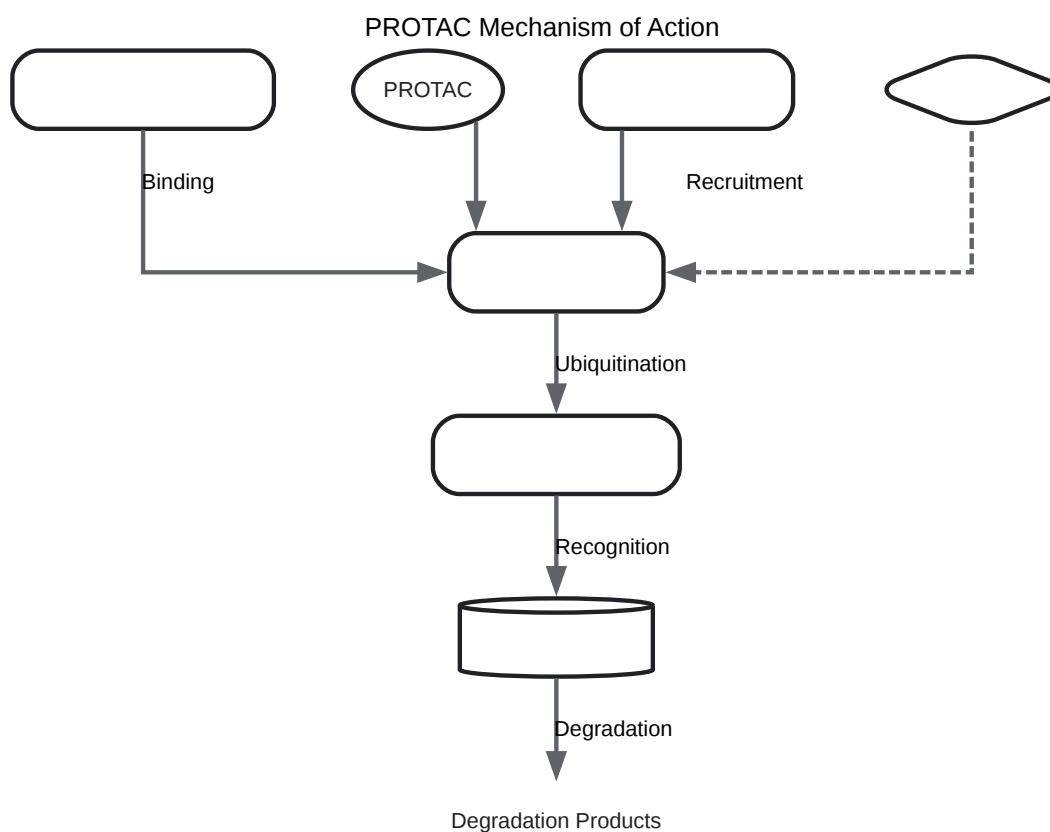 PROTAC Mechanism of Action
PROTAC
Binding
Recruitment
Ubiquitination
Recognition
Degradation
Degradation Products